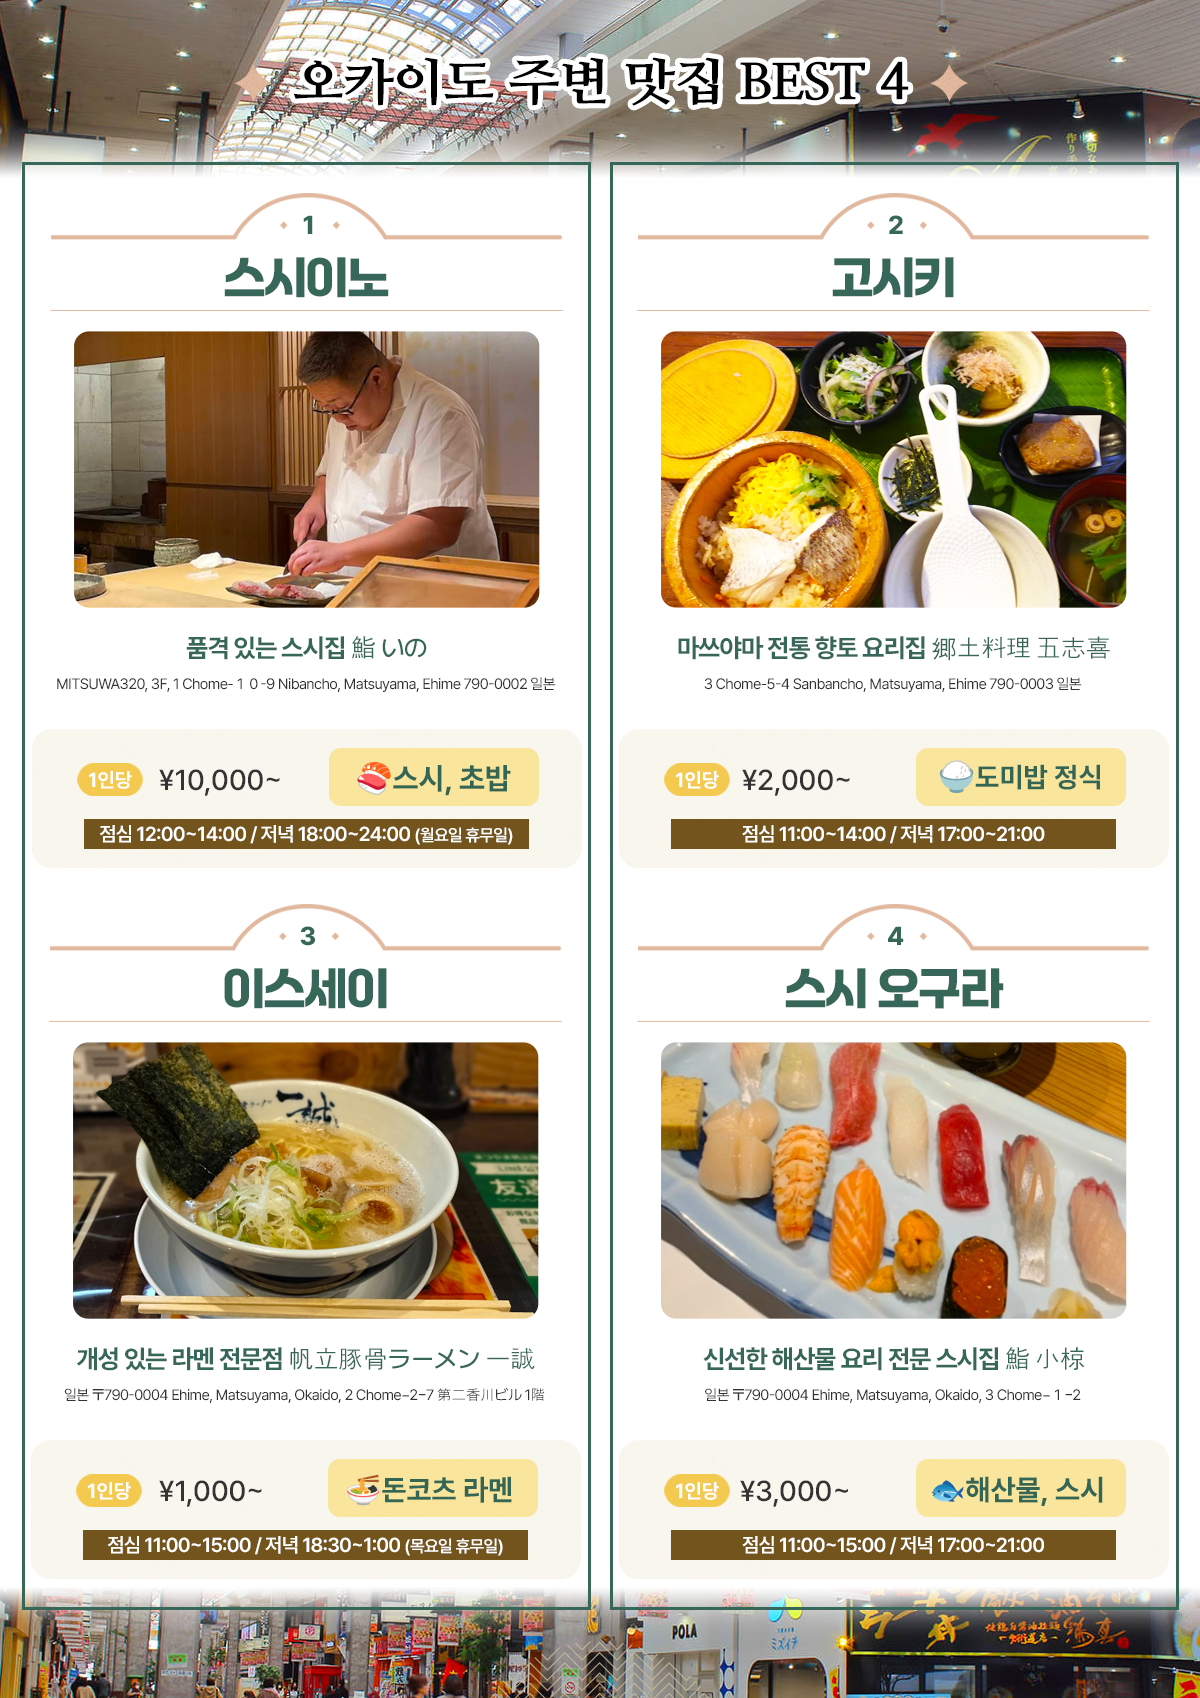 오카이도 주변 맛집 BEST 4
1
스시이노
품격 있는 스시집 鮨 いの
MITSUWA320, 3F, 1 Chome-１０-9 Nibancho, Matsuyama, Ehime 790-0002 일본
1인당 ¥10,000~ 스시, 초밥
점심 12:00~14:00 / 저녁 18:00~24:00 (월요일 휴무일)
2
고시키
마쓰야마 전통 향토 요리집 郷土料理 五志喜
3 Chome-5-4 Sanbancho, Matsuyama, Ehime 790-0003 일본
1인당 ¥2,000~ 도미밥 정식
점심 11:00~14:00 / 저녁 17:00~21:00
3
이스세이
一誠
개성 있는 라멘 전문점 帆立豚骨ラーメン 一誠
일본 〒790-0004 Ehime, Matsuyama, Okaido, 2 Chome−2−7 第二香川ビル 1階
1인당 ¥1,000~ 돈코츠 라멘
점심 11:00~15:00 / 저녁 18:30~1:00 (목요일 휴무일)
4
스시 오구라
신선한 해산물 요리 전문 스시집 鮨 小椋
일본 〒790-0004 Ehime, Matsuyama, Okaido, 3 Chome−１−2
1인당 ¥3,000~ 해산물, 스시
점심 11:00~15:00 / 저녁 17:00~21:00
POLA
ミズイチ